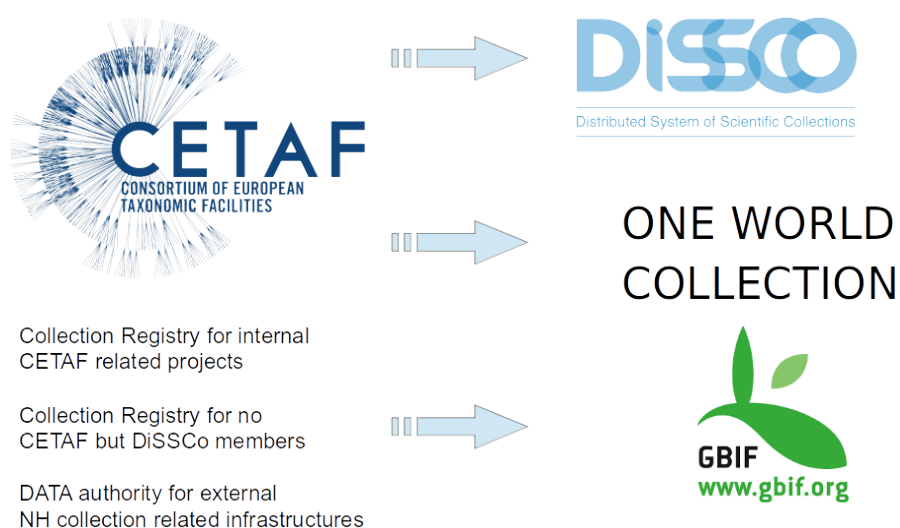 CETAF
CONSORTIUM OF EUROPEAN
TAXONOMIC FACILITIES
Collection Registry for internal
CETAF related projects
Collection Registry for no
CETAF but DiSSCo members
DATA authority for external
NH collection related infrastructures
DiSSCo
Distributed System of Scientific Collections
ONE WORLD
COLLECTION
GBIF
www.gbif.org